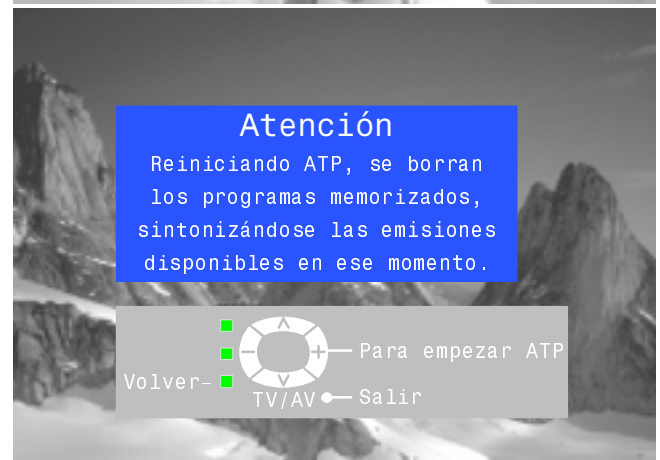 Atención
Reiniciando ATP, se borran
los programas memorizados,
sintonizándose las emisiones
disponibles en ese momento.
Para empezar ATP
Volver
TV/AV Salir